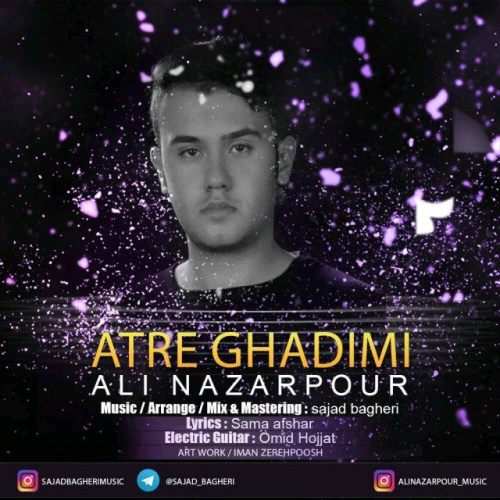 ATRE GHADIMI
ALI NAZARPOUR
Music / Arrange / Mix & Mastering : sajad bagheri
Lyrics : Sama afshar
Electric Guitar : Omid Hojjat
ART WORK / IMAN ZEREHPOOSH
SAJADBAGHERIMUSIC @SAJAD_BAGHERI ALINAZARPOUR_MUSIC